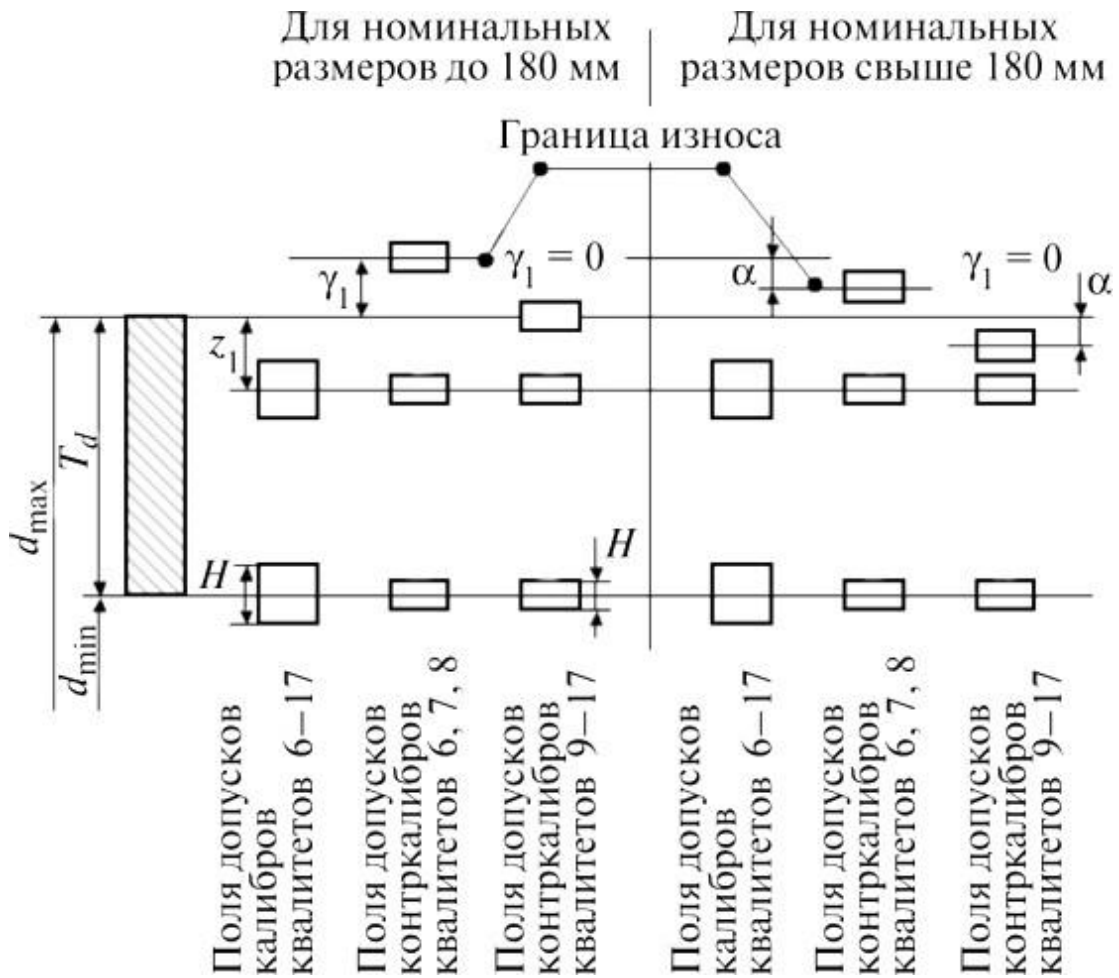 Для номинальных
размеров до 180 мм
Для номинальных
размеров свыше 180 мм
Граница износа
γ₁
γ₁ = 0
α
γ₁ = 0
α
z₁
T_d
d_max
d_min
H
H
Поля допусков
калибров
квалитетов 6–17
Поля допусков
контркалибров
квалитетов 6, 7, 8
Поля допусков
контркалибров
квалитетов 9–17
Поля допусков
калибров
квалитетов 6–17
Поля допусков
контркалибров
квалитетов 6, 7, 8
Поля допусков
контркалибров
квалитетов 9–17